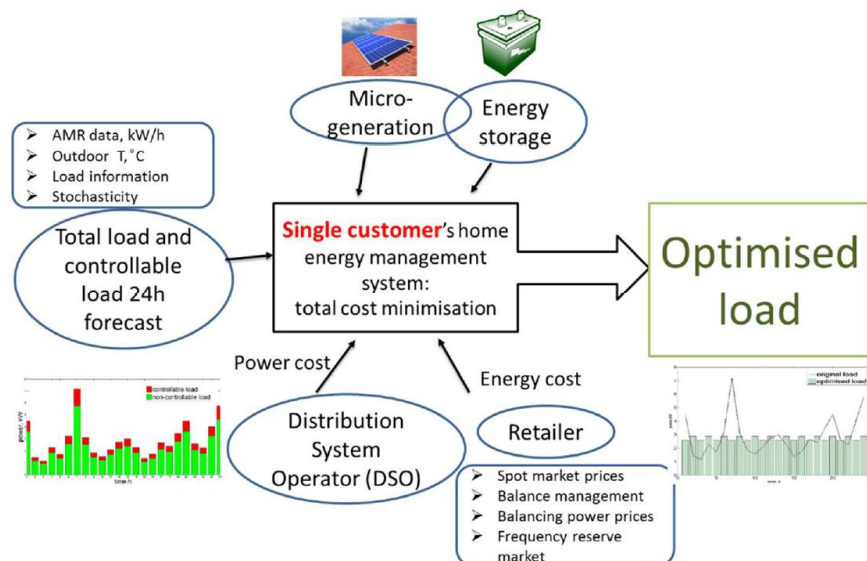 Micro-
generation
Energy
storage
AMR data, kW/h
Outdoor T,°C
Load information
Stochasticity
Total load and
controllable
load 24h
forecast
Single customer's home
energy management
system:
total cost minimisation
Optimised
load
Power cost
Energy cost
Distribution
System
Operator (DSO)
Retailer
Spot market prices
Balance management
Balancing power prices
Frequency reserve
market
controllable load
non-controllable load
power, kW
time.h
original load
optimised load